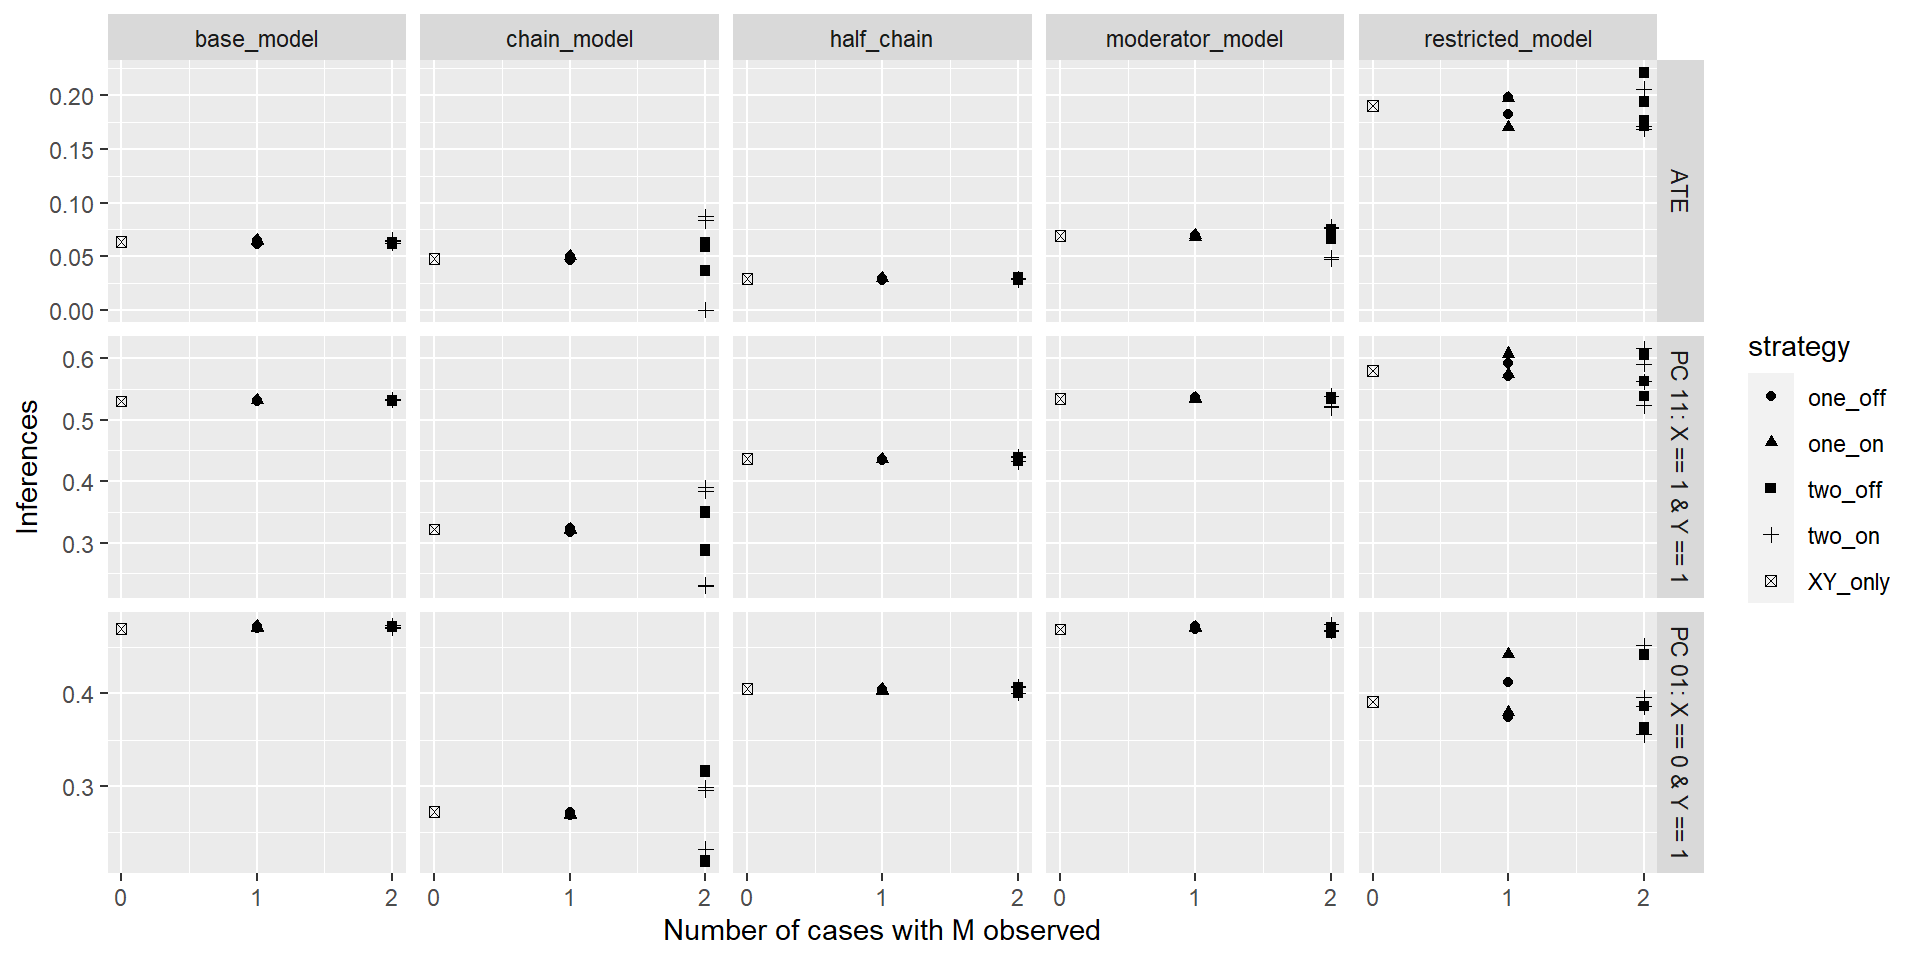 base_model chain_model half_chain moderator_model restricted_model
0.20
0.15
0.10
0.05
0.00
ATE
0.6
0.5
0.4
0.3
PC 11: X == 1 & Y == 1
0.4
0.3
PC 01: X == 0 & Y == 1
0 1 2 0 1 2 0 1 2 0 1 2 0 1 2
Number of cases with M observed
Inferences
strategy
one_off
one_on
two_off
two_on
XY_only